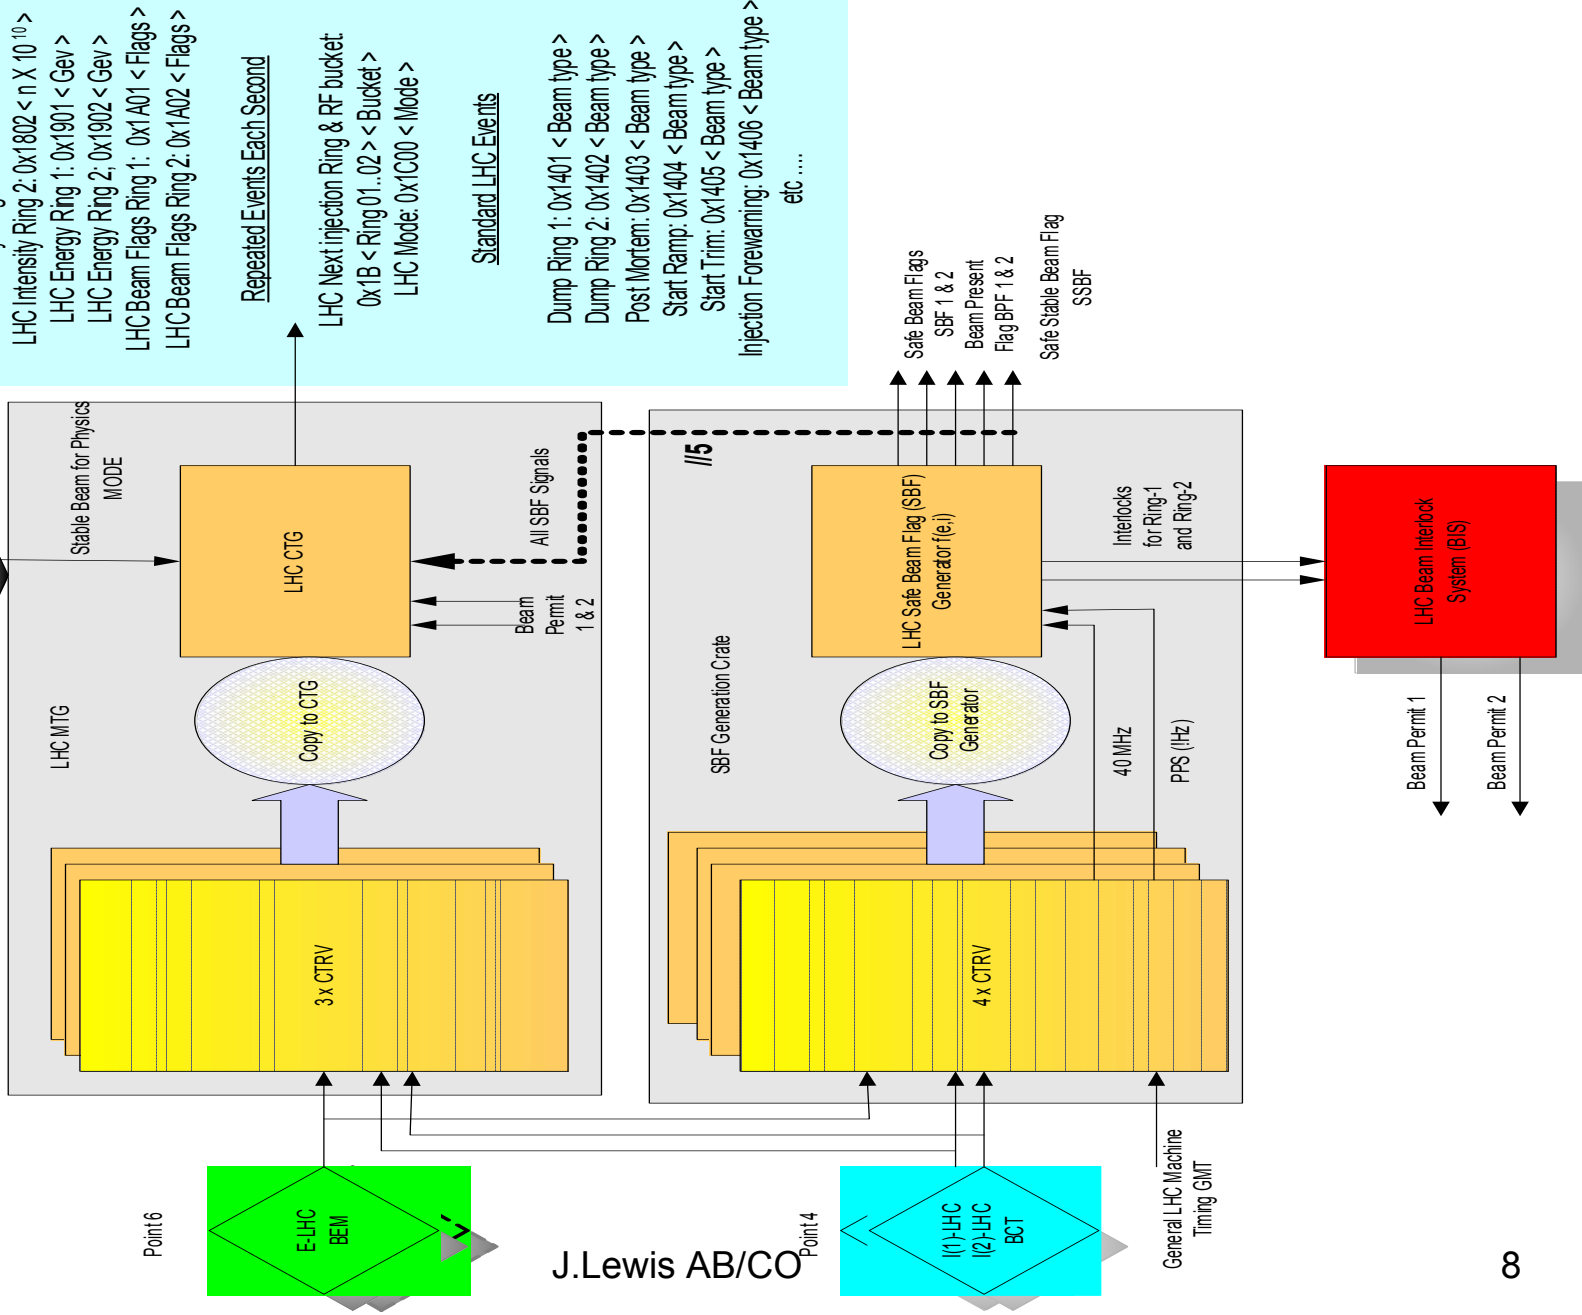 LHC Intensity Ring 2: 0x1802 < n X 10 10 >
LHC Energy Ring 1: 0x1901 < Gev >
LHC Energy Ring 2; 0x1902 < Gev >
LHC Beam Flags Ring 1: 0x1A01 < Flags >
LHC Beam Flags Ring 2: 0x1A02 < Flags >
Repeated Events Each Second
LHC Next injection Ring & RF bucket:
0x1B < Ring 01..02 > < Bucket >
LHC Mode: 0x1C00 < Mode >
Standard LHC Events
Dump Ring 1: 0x1401 < Beam type >
Dump Ring 2: 0x1402 < Beam type >
Post Mortem: 0x1403 < Beam type >
Start Ramp: 0x1404 < Beam type >
Start Trim: 0x1405 < Beam type >
Injection Forewarning: 0x1406 < Beam type >
etc ....
LHC MTG
Stable Beam for Physics
MODE
LHC CTG
All SBF Signals
Beam
Permit
1 & 2
Copy to CTG
3 x CTRV
Point 6
E-LHC
BEM
SBF Generation Crate
//5
LHC Safe Beam Flag (SBF)
Generator f(e,i)
Copy to SBF
Generator
4 x CTRV
40 MHz
PPS (!Hz)
Safe Beam Flags
SBF 1 & 2
Beam Present
Flag BPF 1 & 2
Safe Stable Beam Flag
SSBF
Interlocks
for Ring-1
and Ring-2
Point 4
I(1)-LHC
I(2)-LHC
BCT
General LHC Machine
Timing GMT
LHC Beam Interlock
System (BIS)
Beam Permit 1
Beam Permit 2
J.Lewis AB/CO
8